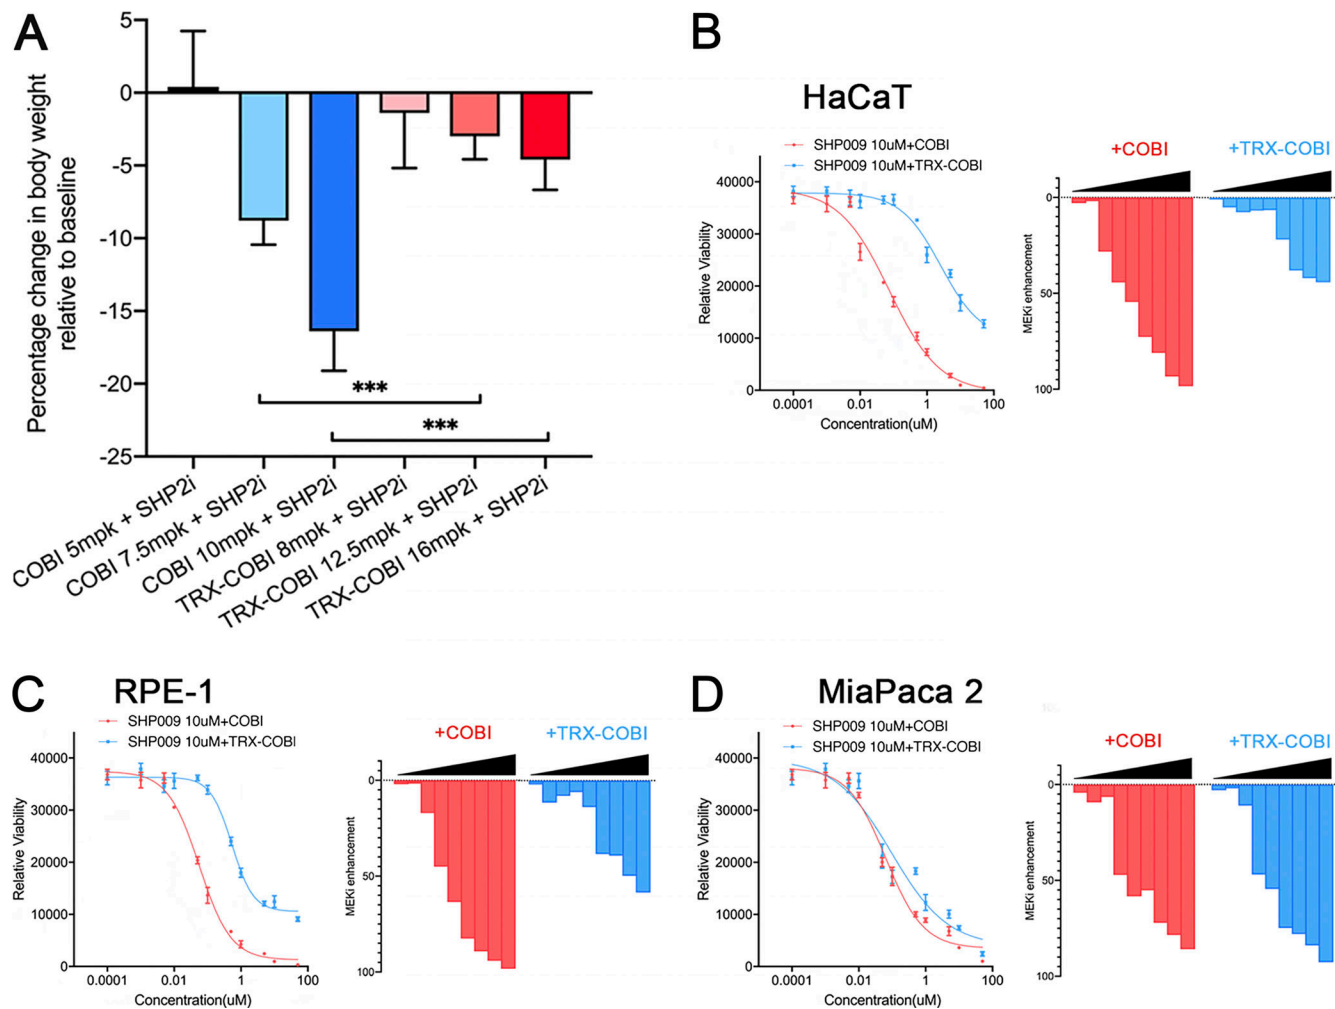 A
Percentage change in body weight
relative to baseline
5
0
-5
-10
-15
-20
-25
***
***
COBI 5mpk + SHP2i
COBI 7.5mpk + SHP2i
COBI 10mpk + SHP2i
TRX-COBI 8mpk + SHP2i
TRX-COBI 12.5mpk + SHP2i
TRX-COBI 16mpk + SHP2i
B
HaCaT
SHP009 10uM+COBI
SHP009 10uM+TRX-COBI
Relative Viability
40000
30000
20000
10000
0
0.0001
0.01
1
100
Concentration(uM)
+COBI
+TRX-COBI
MEKi enhancement
0
50
100
C
RPE-1
SHP009 10uM+COBI
SHP009 10uM+TRX-COBI
Relative Viability
40000
30000
20000
10000
0
0.0001
0.01
1
100
Concentration(uM)
+COBI
+TRX-COBI
MEKi enhancement
0
50
100
D
MiaPaca 2
SHP009 10uM+COBI
SHP009 10uM+TRX-COBI
Relative Viability
40000
30000
20000
10000
0
0.0001
0.01
1
100
Concentration(uM)
+COBI
+TRX-COBI
MEKi enhancement
0
50
100